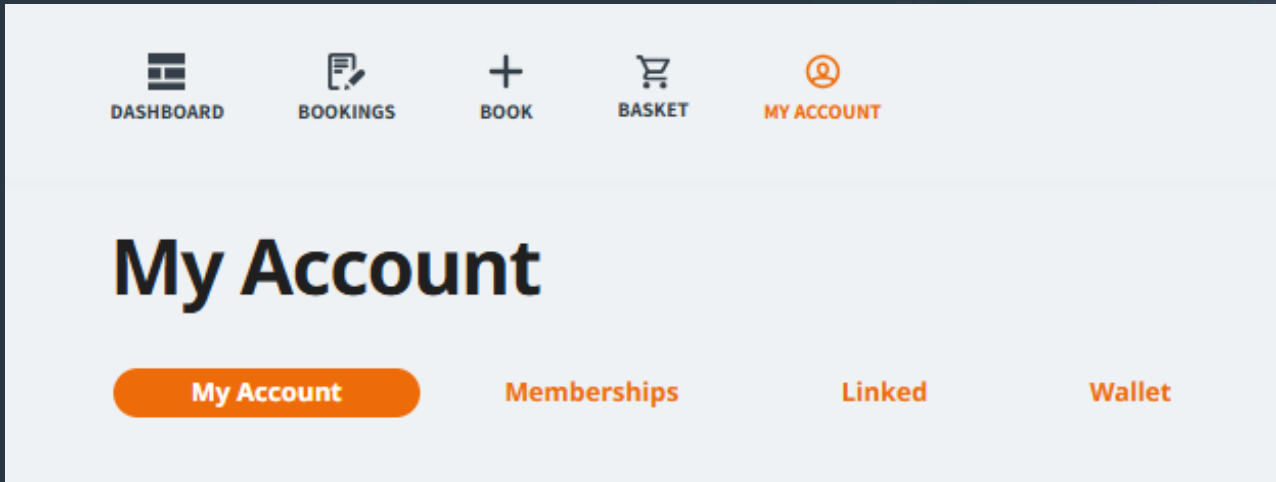 DASHBOARD BOOKINGS BOOK BASKET MY ACCOUNT
My Account
My Account Memberships Linked Wallet